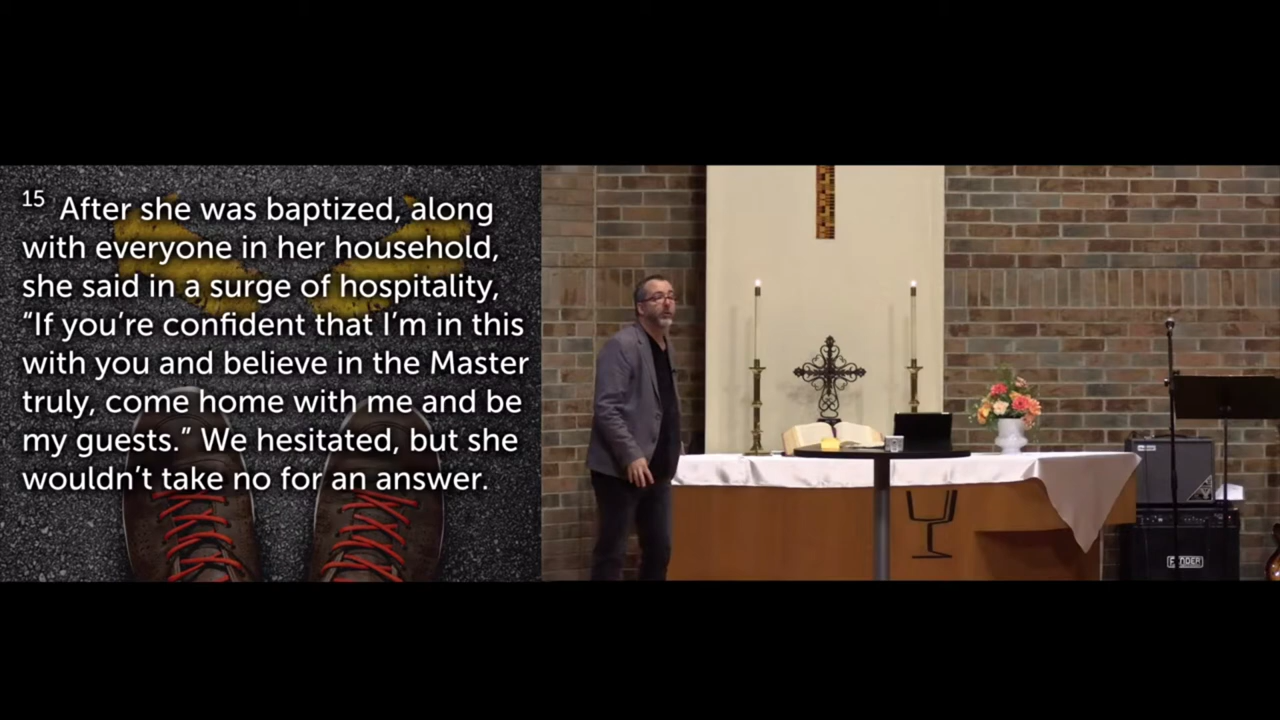 15 After she was baptized, along
with everyone in her household,
she said in a surge of hospitality,
“If you’re confident that I’m in this
with you and believe in the Master
truly, come home with me and be
my guests.” We hesitated, but she
wouldn’t take no for an answer.
FENDER